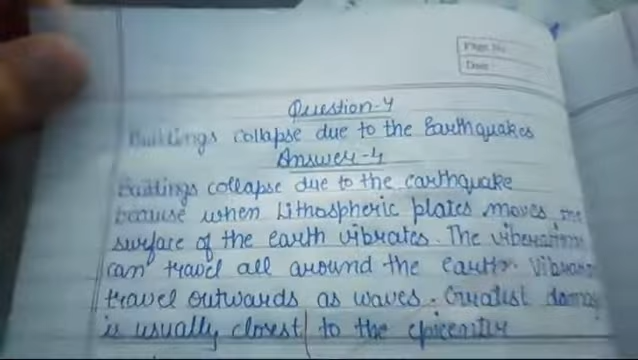 Page No
Date
Question-4
Buildings collapse due to the Earthquakes
Answer-4
Buildings collapse due to the earthquake
because when Lithospheric plates moves the
surface of the earth vibrates. The viberations
can travel all around the earth. Vibrations
travel outwards as waves. Greatest damage
is usually closest to the epicenter